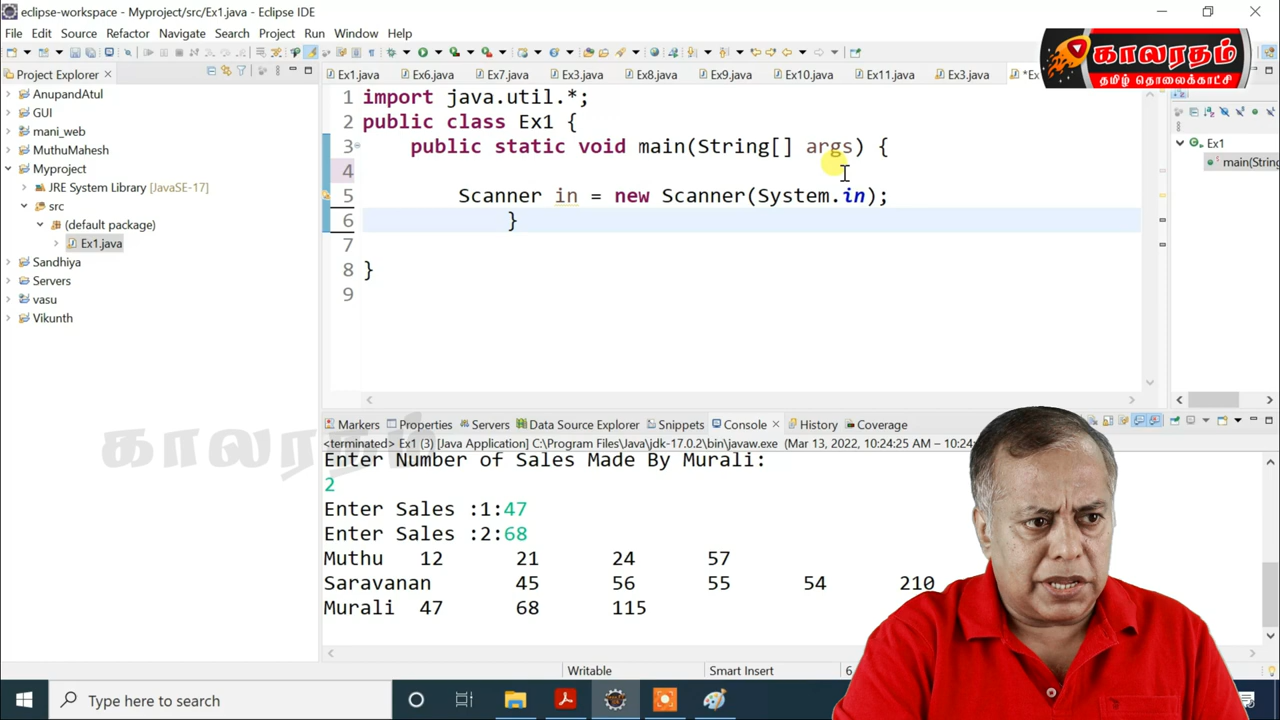 eclipse-workspace - Myproject/src/Ex1.java - Eclipse IDE
File Edit Source Refactor Navigate Search Project Run Window Help
காலரதம்
தமிழ் தொலைக்காட்சி
Project Explorer
Ex1.java Ex6.java Ex7.java Ex3.java Ex8.java Ex9.java Ex10.java Ex11.java Ex3.java
AnupandAtul
GUI
mani_web
MuthuMahesh
Myproject
JRE System Library [JavaSE-17]
src
(default package)
Ex1.java
Sandhiya
Servers
vasu
Vikunth
1 import java.util.*;
2 public class Ex1 {
3 public static void main(String[] args) {
4
5 Scanner in = new Scanner(System.in);
6 }
7
8 }
9
Ex1
main(String
காலரதம்
Markers Properties Servers Data Source Explorer Snippets Console History Coverage
<terminated> Ex1 (3) [Java Application] C:\Program Files\Java\jdk-17.0.2\bin\javaw.exe (Mar 13, 2022, 10:24:25 AM – 10:24
Enter Number of Sales Made By Murali:
2
Enter Sales :1:47
Enter Sales :2:68
Muthu 12 21 24 57
Saravanan 45 56 55 54 210
Murali 47 68 115
Writable Smart Insert 6
Type here to search